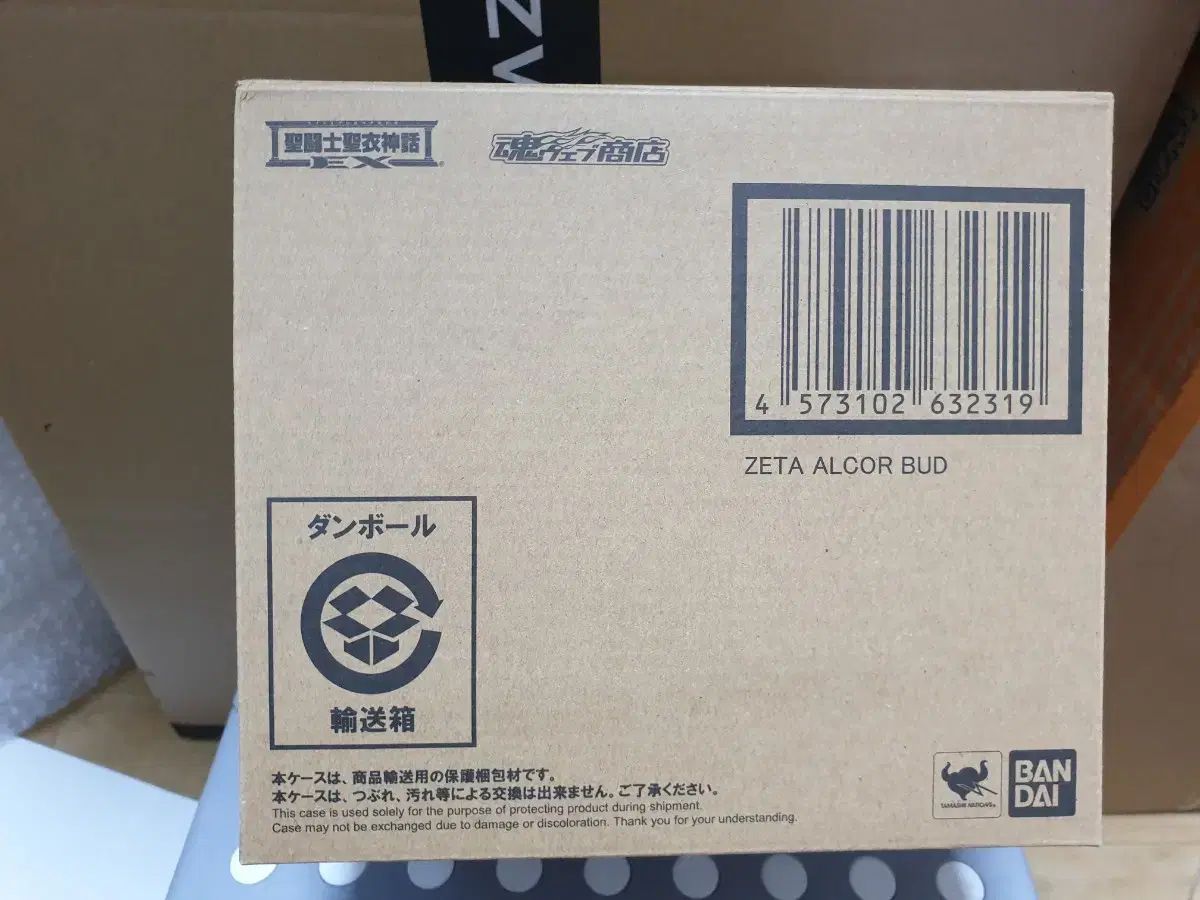 ZW
聖闘士聖衣神話
EX
魂ウェブ商店
4 573102 632319
ZETA ALCOR BUD
ダンボール
輸送箱
本ケースは、商品輸送用の保護梱包材です。
本ケースは、つぶれ、汚れ等による交換は出来ません。ご了承ください。
This case is used solely for the purpose of protecting product during shipment.
Case may not be exchanged due to damage or discoloration. Thank you for your understanding.
TAMASHII NATIONS
BAN
DAI